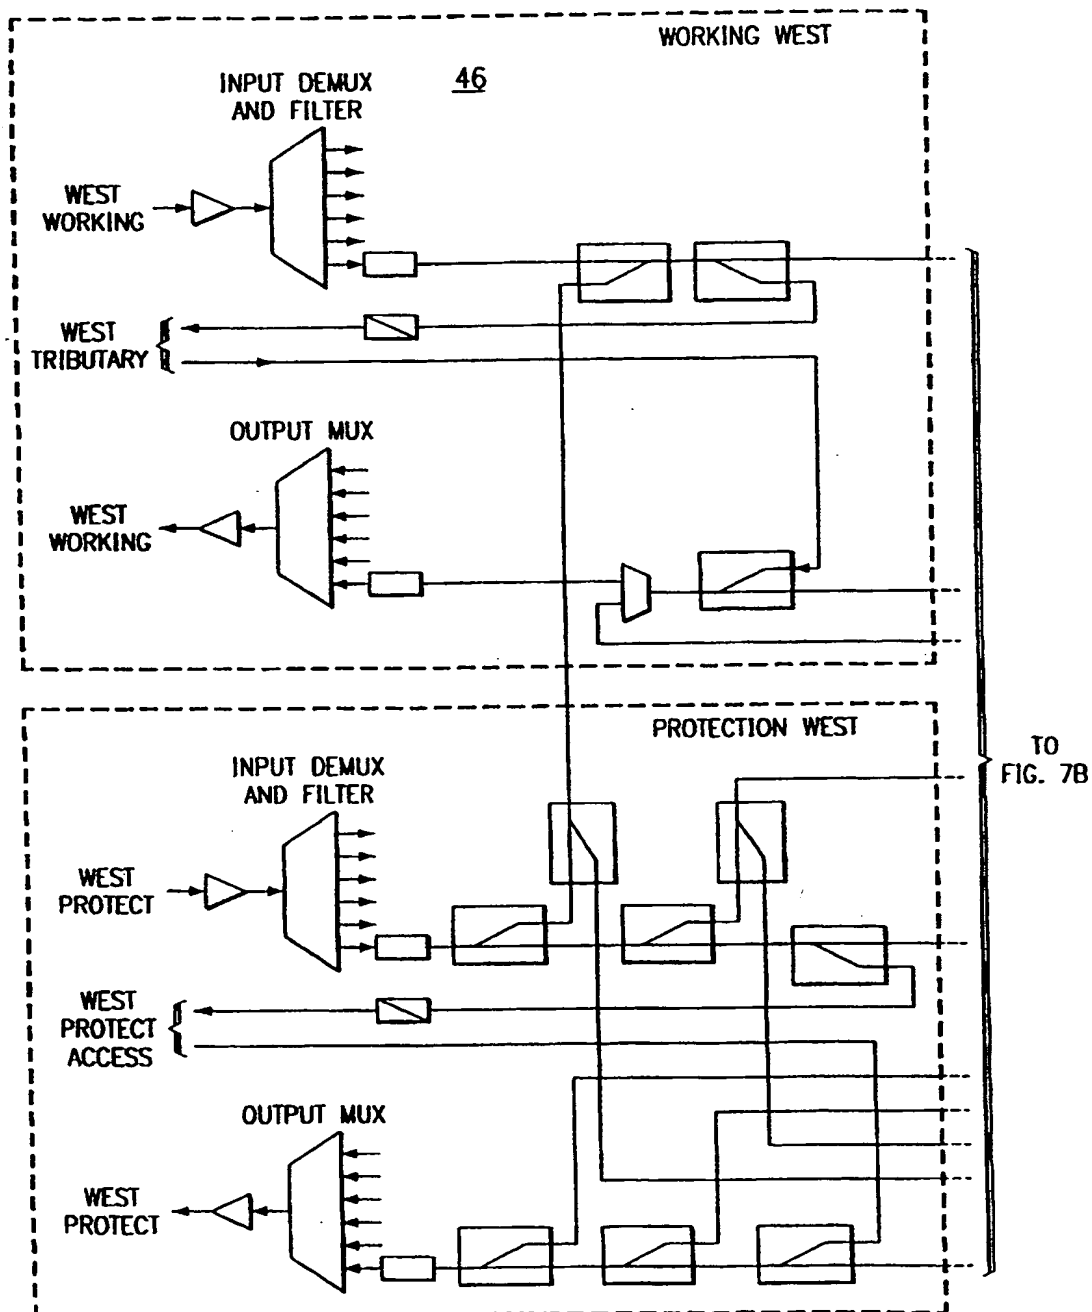 WORKING WEST
46
INPUT DEMUX
AND FILTER
WEST
WORKING
WEST
TRIBUTARY
OUTPUT MUX
WEST
WORKING
PROTECTION WEST
TO
FIG. 7B
INPUT DEMUX
AND FILTER
WEST
PROTECT
WEST
PROTECT
ACCESS
OUTPUT MUX
WEST
PROTECT